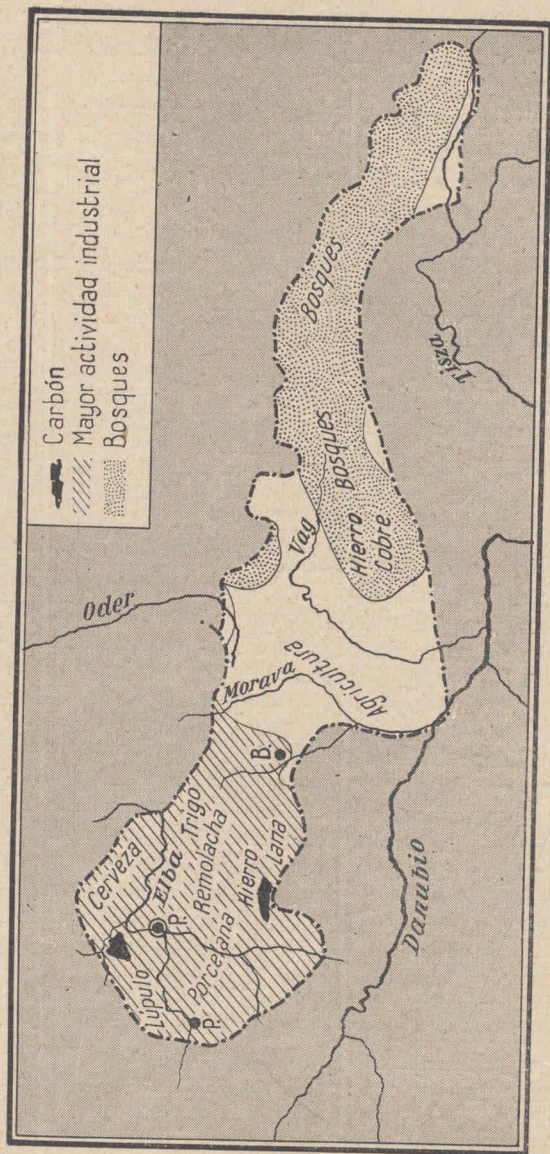 Carbón
Mayor actividad industrial
Bosques
Oder
Bosques
Bosques
Vag
Hierro
Cobre
Tisza
Morava
Agricultura
Cerveza
Elba
Trigo
B.
P.
Lúpulo
Remolacha
Porcelana
Hierro
Lana
P.
Danubio